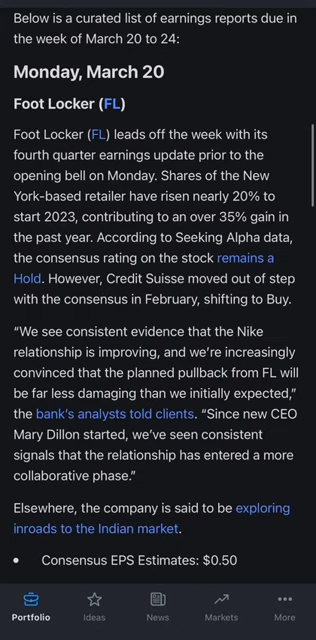 Below is a curated list of earnings reports due in
the week of March 20 to 24:
Monday, March 20
Foot Locker (FL)
Foot Locker (FL) leads off the week with its
fourth quarter earnings update prior to the
opening bell on Monday. Shares of the New
York-based retailer have risen nearly 20% to
start 2023, contributing to an over 35% gain in
the past year. According to Seeking Alpha data,
the consensus rating on the stock remains a
Hold. However, Credit Suisse moved out of step
with the consensus in February, shifting to Buy.
“We see consistent evidence that the Nike
relationship is improving, and we’re increasingly
convinced that the planned pullback from FL will
be far less damaging than we initially expected,”
the bank’s analysts told clients. “Since new CEO
Mary Dillon started, we’ve seen consistent
signals that the relationship has entered a more
collaborative phase.”
Elsewhere, the company is said to be exploring
inroads to the Indian market.
• Consensus EPS Estimates: $0.50
Portfolio Ideas News Markets More